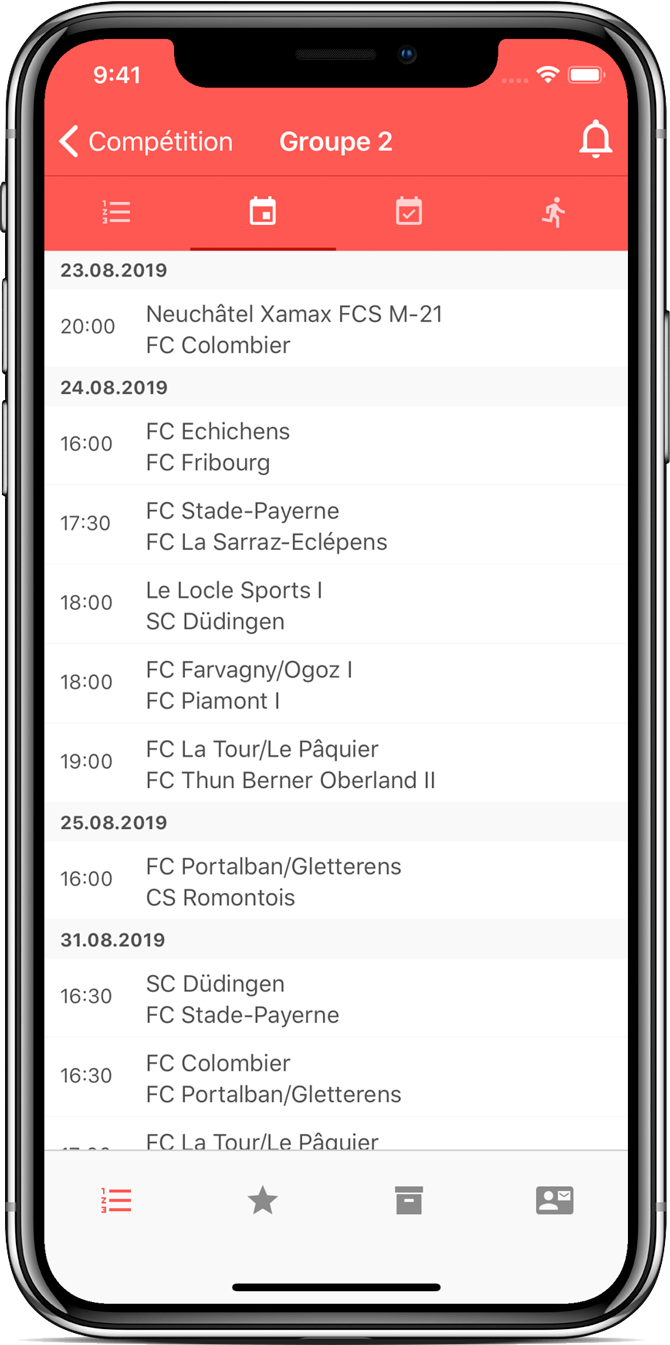 9:41
Compétition Groupe 2
23.08.2019
20:00 Neuchâtel Xamax FCS M-21
FC Colombier
24.08.2019
16:00 FC Echichens
FC Fribourg
17:30 FC Stade-Payerne
FC La Sarraz-Eclépens
18:00 Le Locle Sports I
SC Düdingen
18:00 FC Farvagny/Ogoz I
FC Piamont I
19:00 FC La Tour/Le Pâquier
FC Thun Berner Oberland II
25.08.2019
16:00 FC Portalban/Gletterens
CS Romontois
31.08.2019
16:30 SC Düdingen
FC Stade-Payerne
16:30 FC Colombier
FC Portalban/Gletterens
FC La Tour/Le Pâquier